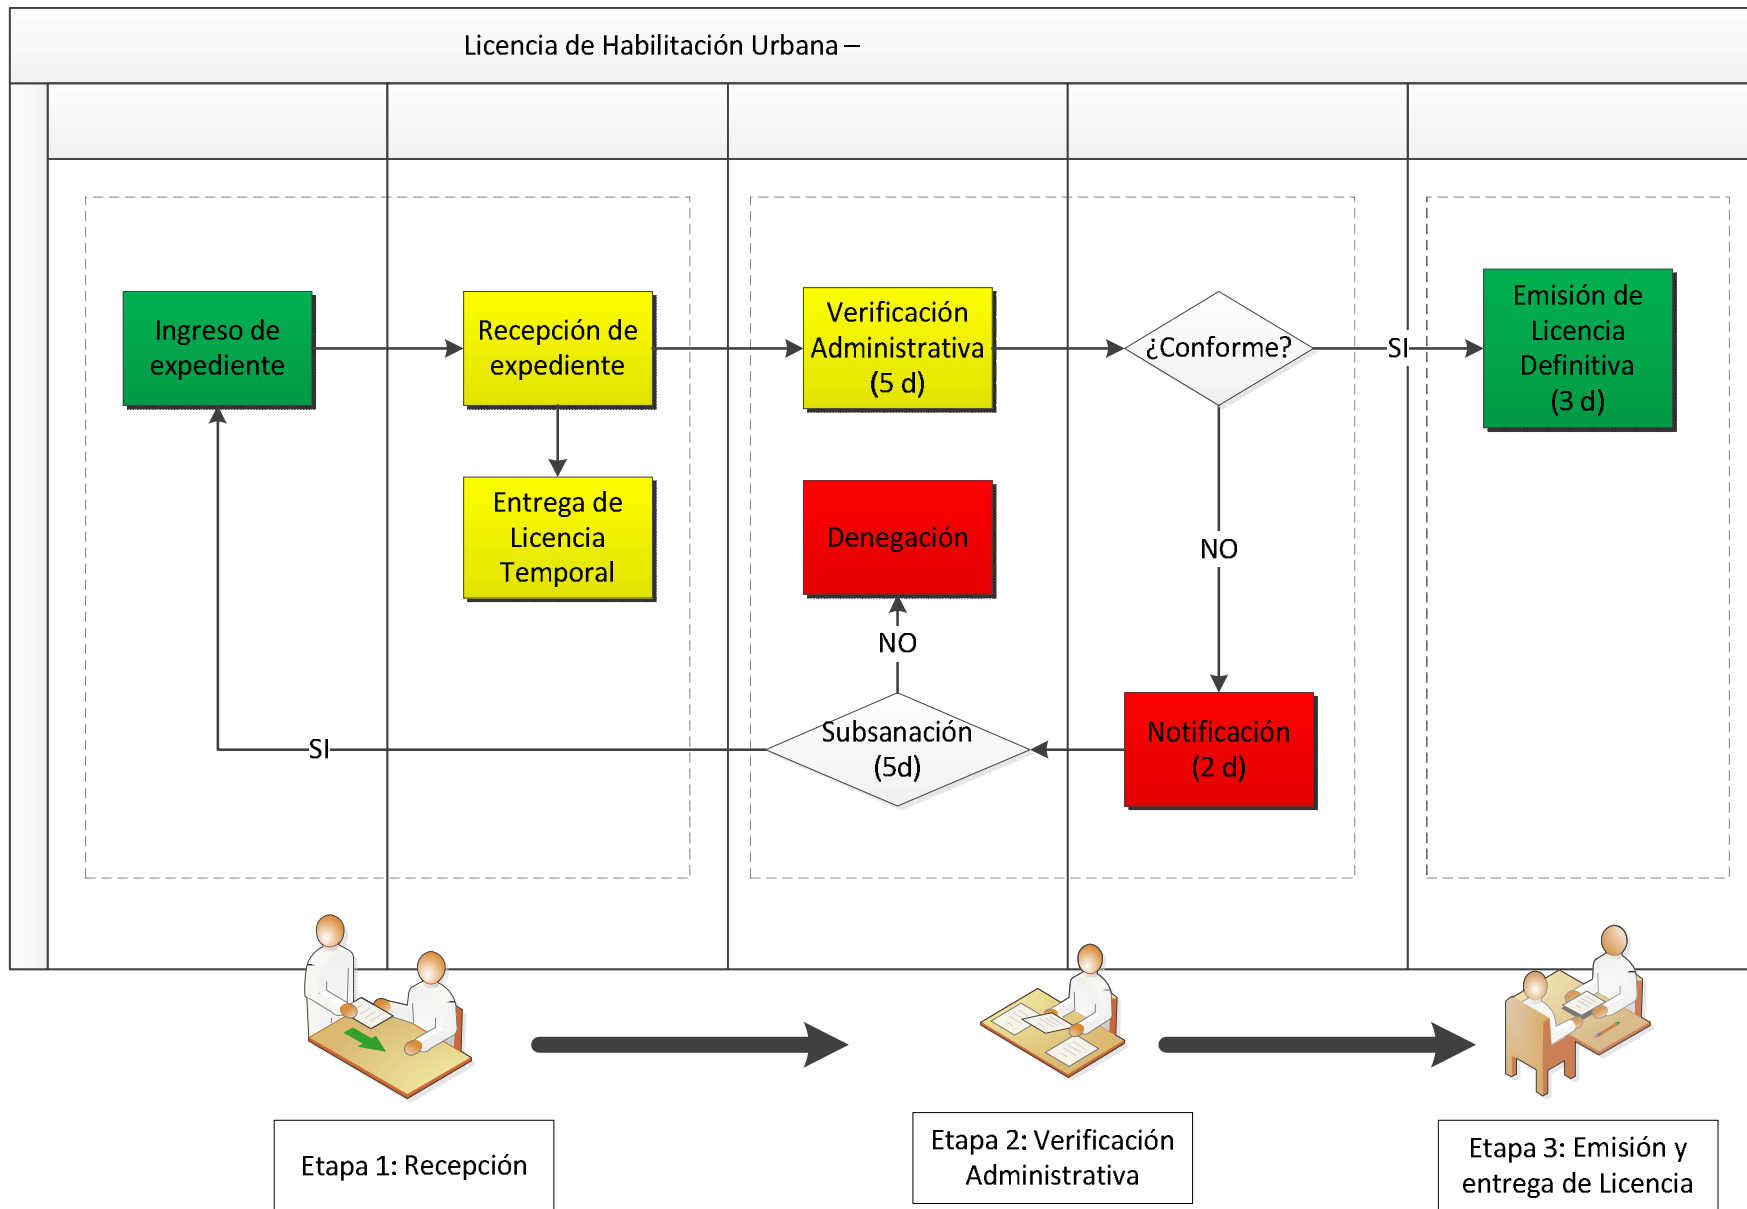 Licencia de Habilitación Urbana –
Ingreso de
expediente
Recepción de
expediente
Verificación
Administrativa
(5 d)
¿Conforme?
SI
Emisión de
Licencia
Definitiva
(3 d)
Entrega de
Licencia
Temporal
Denegación
NO
NO
Subsanación
(5d)
SI
Notificación
(2 d)
Etapa 1: Recepción
Etapa 2: Verificación
Administrativa
Etapa 3: Emisión y
entrega de Licencia